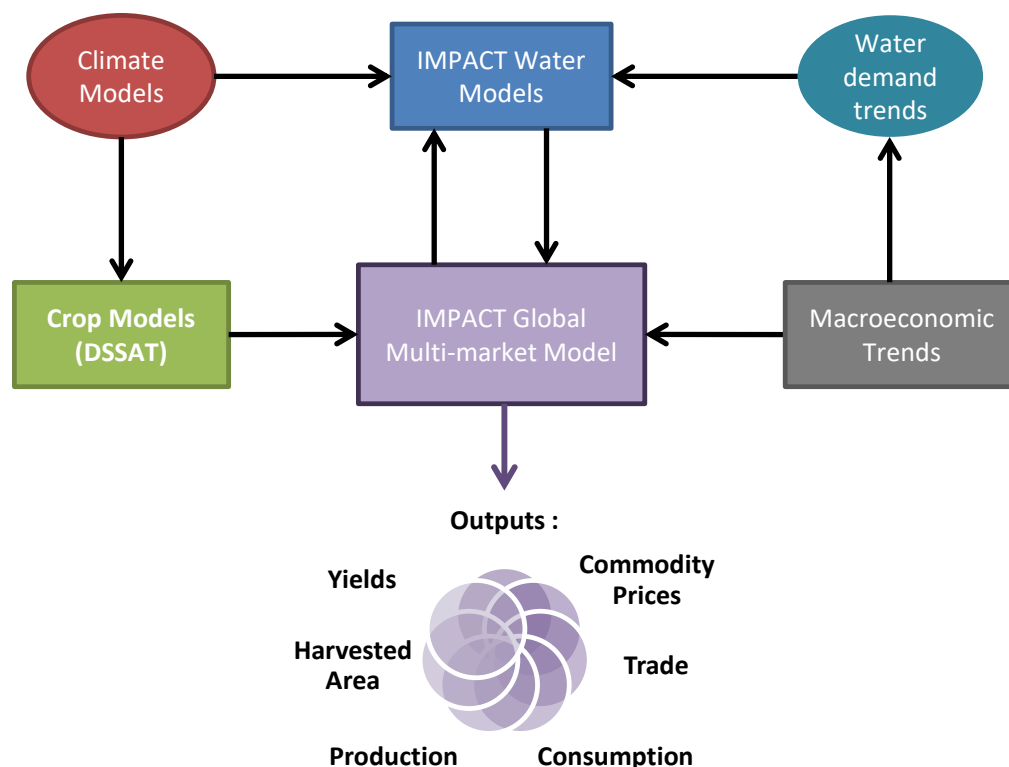 Climate
Models
IMPACT Water
Models
Water
demand
trends
Crop Models
(DSSAT)
IMPACT Global
Multi-market Model
Macroeconomic
Trends
Outputs :
Yields
Commodity
Prices
Harvested
Area
Trade
Production
Consumption